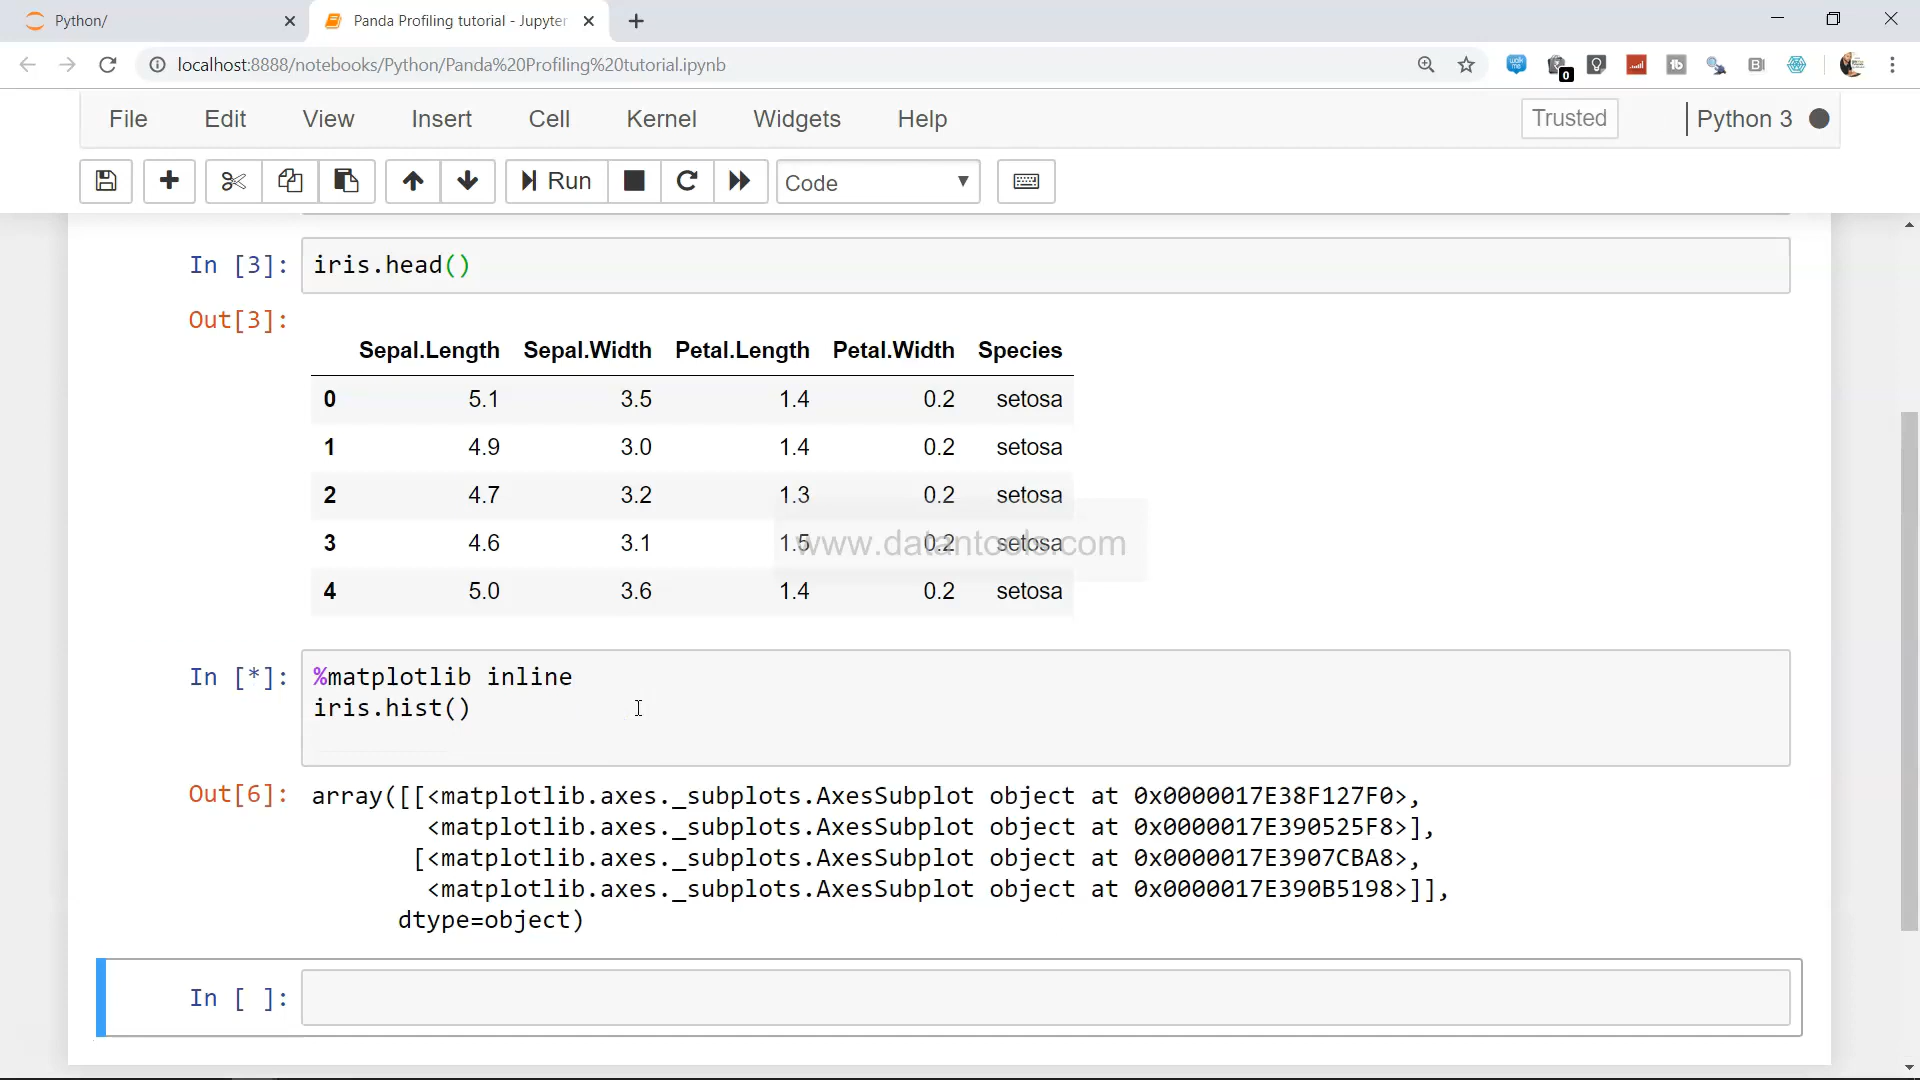 Python/
Panda Profiling tutorial - Jupyter
localhost:8888/notebooks/Python/Panda%20Profiling%20tutorial.ipynb
0
File Edit View Insert Cell Kernel Widgets Help Trusted Python 3
Run Code
In [3]: iris.head()
Out[3]:
Sepal.Length Sepal.Width Petal.Length Petal.Width Species
0 5.1 3.5 1.4 0.2 setosa
1 4.9 3.0 1.4 0.2 setosa
2 4.7 3.2 1.3 0.2 setosa
3 4.6 3.1 1.5 0.2 setosa
www.datantools.com
4 5.0 3.6 1.4 0.2 setosa
In [*]: %matplotlib inline
iris.hist()
Out[6]: array([[<matplotlib.axes._subplots.AxesSubplot object at 0x0000017E38F127F0>,
<matplotlib.axes._subplots.AxesSubplot object at 0x0000017E390525F8>],
[<matplotlib.axes._subplots.AxesSubplot object at 0x0000017E3907CBA8>,
<matplotlib.axes._subplots.AxesSubplot object at 0x0000017E390B5198>]],
dtype=object)
In [ ]: